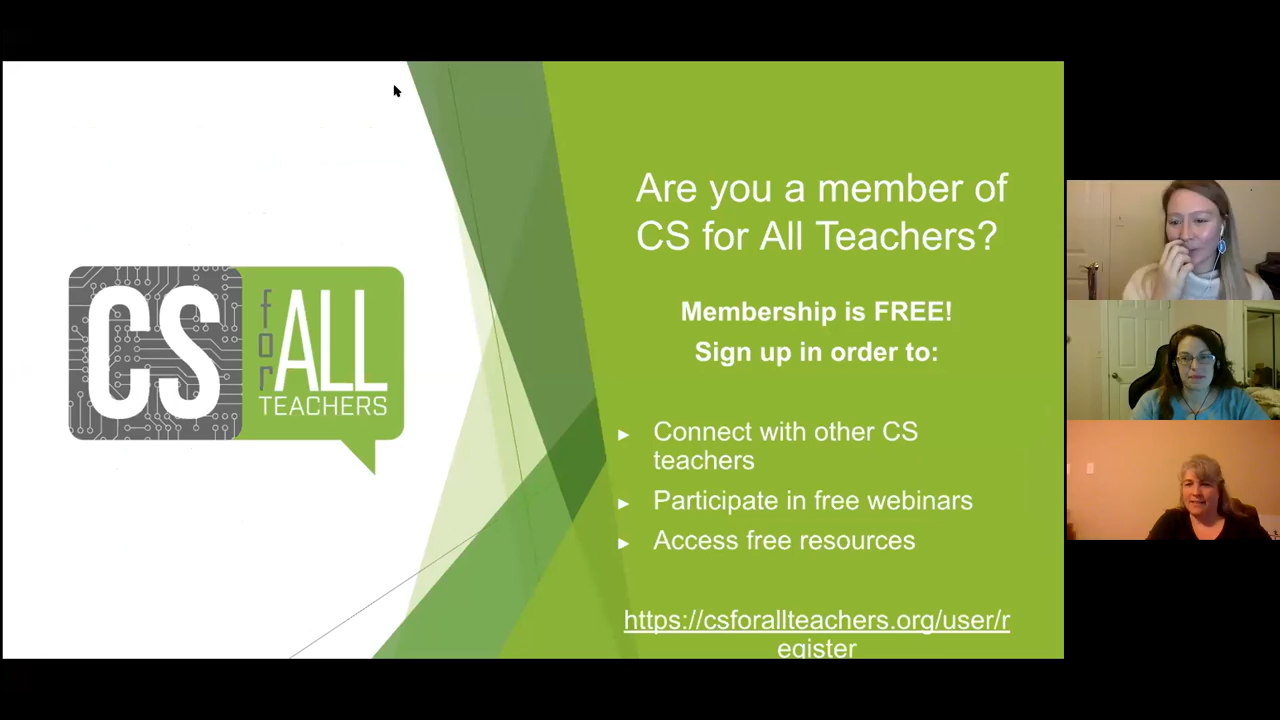 CS for ALL
TEACHERS
Are you a member of
CS for All Teachers?
Membership is FREE!
Sign up in order to:
► Connect with other CS
teachers
► Participate in free webinars
► Access free resources
https://csforallteachers.org/user/r
egister